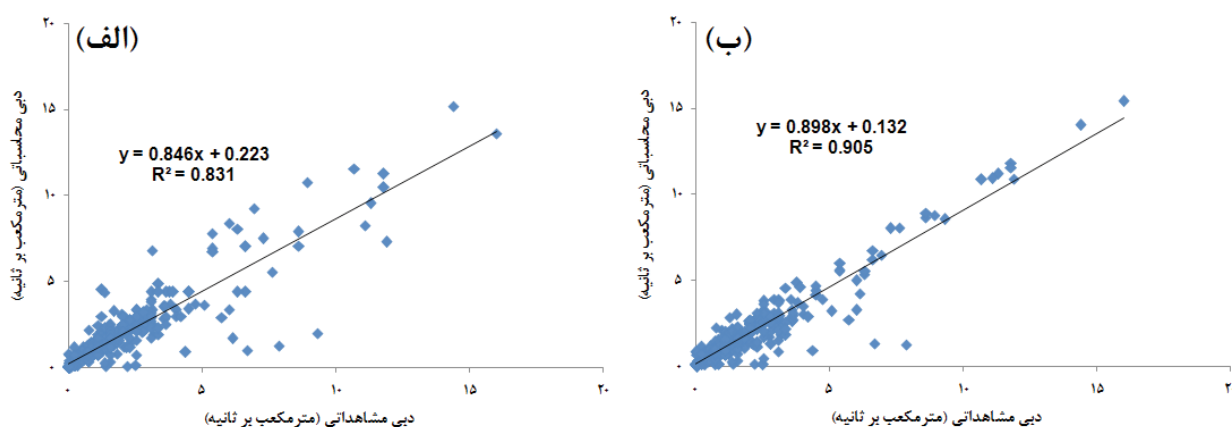 (الف)
y = 0.846x + 0.223
R² = 0.831
دبی محاسباتی (مترمکعب بر ثانیه)
۲۰
۱۵
۱۰
۵
۰
۰
۵
۱۰
۱۵
۲۰
دبی مشاهداتی (مترمکعب بر ثانیه)
(ب)
y = 0.898x + 0.132
R² = 0.905
دبی محاسباتی (مترمکعب بر ثانیه)
۲۰
۱۵
۱۰
۵
۰
۰
۵
۱۰
۱۵
۲۰
دبی مشاهداتی (مترمکعب بر ثانیه)